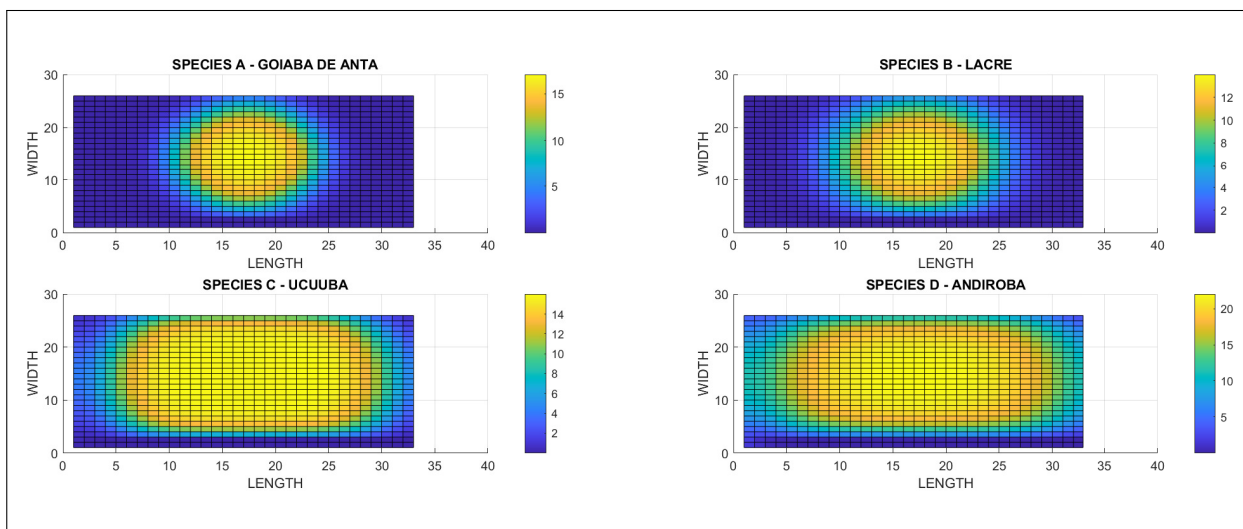 SPECIES A - GOIABA DE ANTA
30
20
10
0
WIDTH
0 5 10 15 20 25 30 35 40
LENGTH
15
10
5
SPECIES B - LACRE
30
20
10
0
WIDTH
0 5 10 15 20 25 30 35 40
LENGTH
12
10
8
6
4
2
SPECIES C - UCUUBA
30
20
10
0
WIDTH
0 5 10 15 20 25 30 35 40
LENGTH
14
12
10
8
6
4
2
SPECIES D - ANDIROBA
30
20
10
0
WIDTH
0 5 10 15 20 25 30 35 40
LENGTH
20
15
10
5